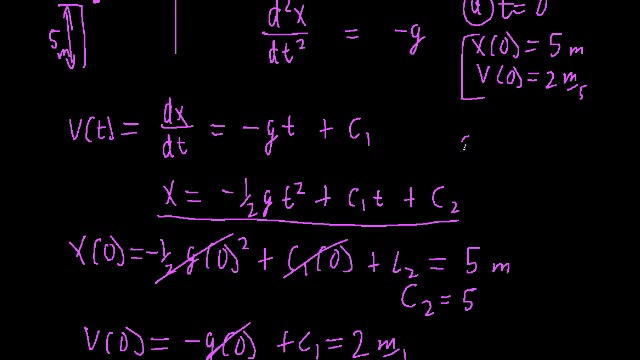 @ t=0
5 m
d²x/dt² = -g
X(0) = 5 m
V(0) = 2 m/s
V(t) = dx/dt = -gt + C₁
X = -½gt² + C₁t + C₂
X(0) = -½g(0)² + C₁(0) + C₂ = 5 m
C₂ = 5
V(0) = -g(0) + C₁ = 2 m/s